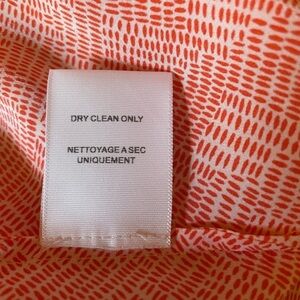 DRY CLEAN ONLY
NETTOYAGE A SEC
UNIQUEMENT